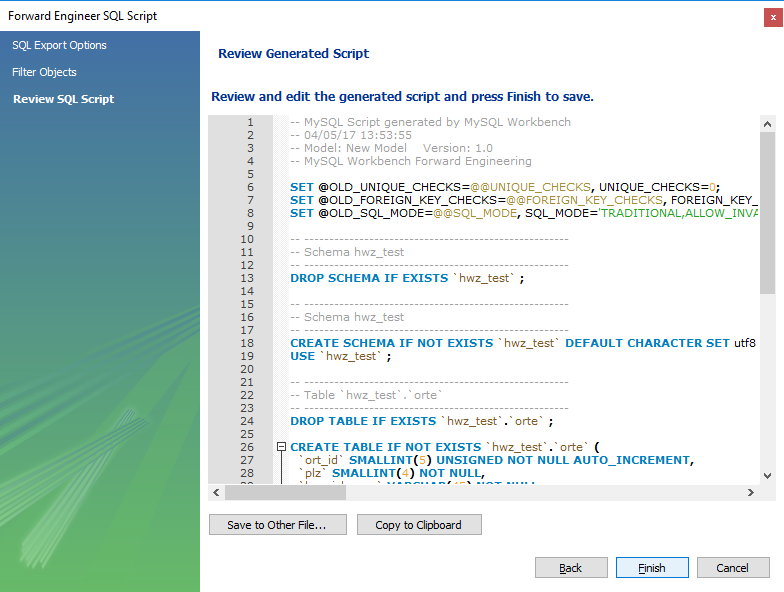 Forward Engineer SQL Script
SQL Export Options
Filter Objects
Review SQL Script
Review Generated Script
Review and edit the generated script and press Finish to save.
1 -- MySQL Script generated by MySQL Workbench
2 -- 04/05/17 13:53:55
3 -- Model: New Model    Version: 1.0
4 -- MySQL Workbench Forward Engineering
5
6 SET @OLD_UNIQUE_CHECKS=@@UNIQUE_CHECKS, UNIQUE_CHECKS=0;
7 SET @OLD_FOREIGN_KEY_CHECKS=@@FOREIGN_KEY_CHECKS, FOREIGN_KEY_
8 SET @OLD_SQL_MODE=@@SQL_MODE, SQL_MODE='TRADITIONAL,ALLOW_INVA
9
10 -- -----------------------------------------------------
11 -- Schema hwz_test
12 -- -----------------------------------------------------
13 DROP SCHEMA IF EXISTS `hwz_test` ;
14
15 -- -----------------------------------------------------
16 -- Schema hwz_test
17 -- -----------------------------------------------------
18 CREATE SCHEMA IF NOT EXISTS `hwz_test` DEFAULT CHARACTER SET utf8
19 USE `hwz_test` ;
20
21 -- -----------------------------------------------------
22 -- Table `hwz_test`.`orte`
23 -- -----------------------------------------------------
24 DROP TABLE IF EXISTS `hwz_test`.`orte` ;
25
26 CREATE TABLE IF NOT EXISTS `hwz_test`.`orte` (
27 `ort_id` SMALLINT(5) UNSIGNED NOT NULL AUTO_INCREMENT,
28 `plz` SMALLINT(4) NOT NULL,
Save to Other File...
Copy to Clipboard
Back
Finish
Cancel